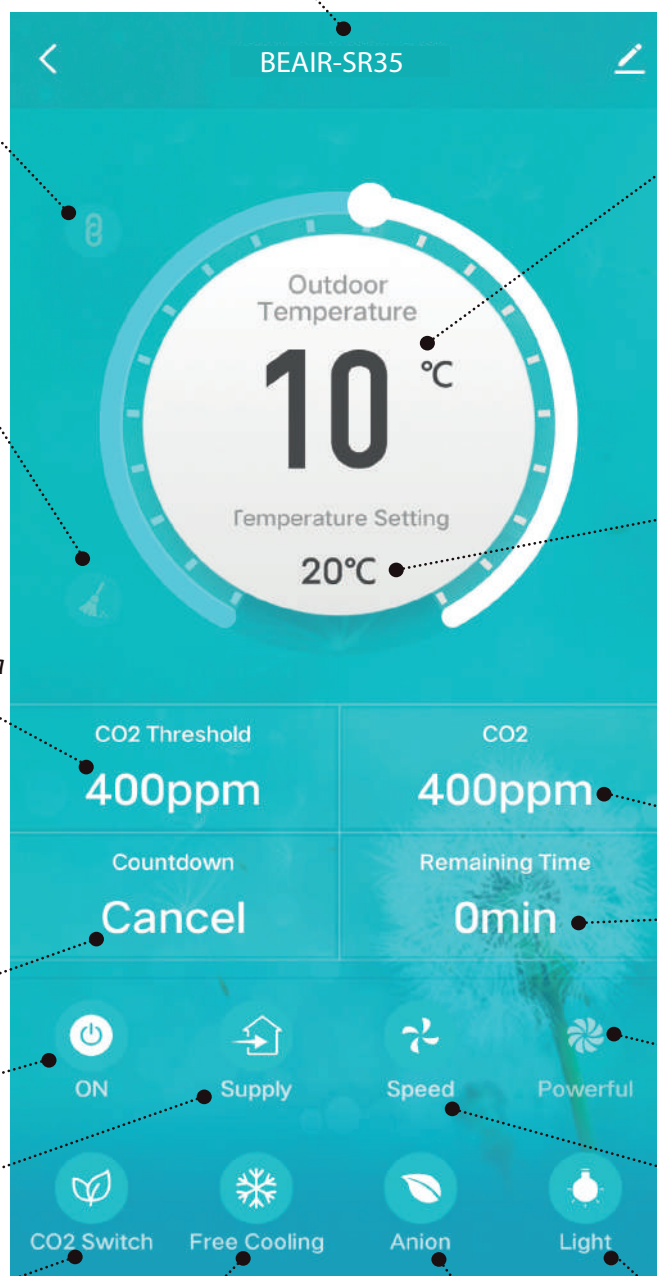 BEAIR-SR35
Outdoor
Temperature
10 °C
Temperature Setting
20°C
a
CO2 Threshold
CO2
400ppm
400ppm
Countdown
Remaining Time
Cancel
0min
ON
Supply
Speed
Powerful
CO2 Switch
Free Cooling
Anion
Light